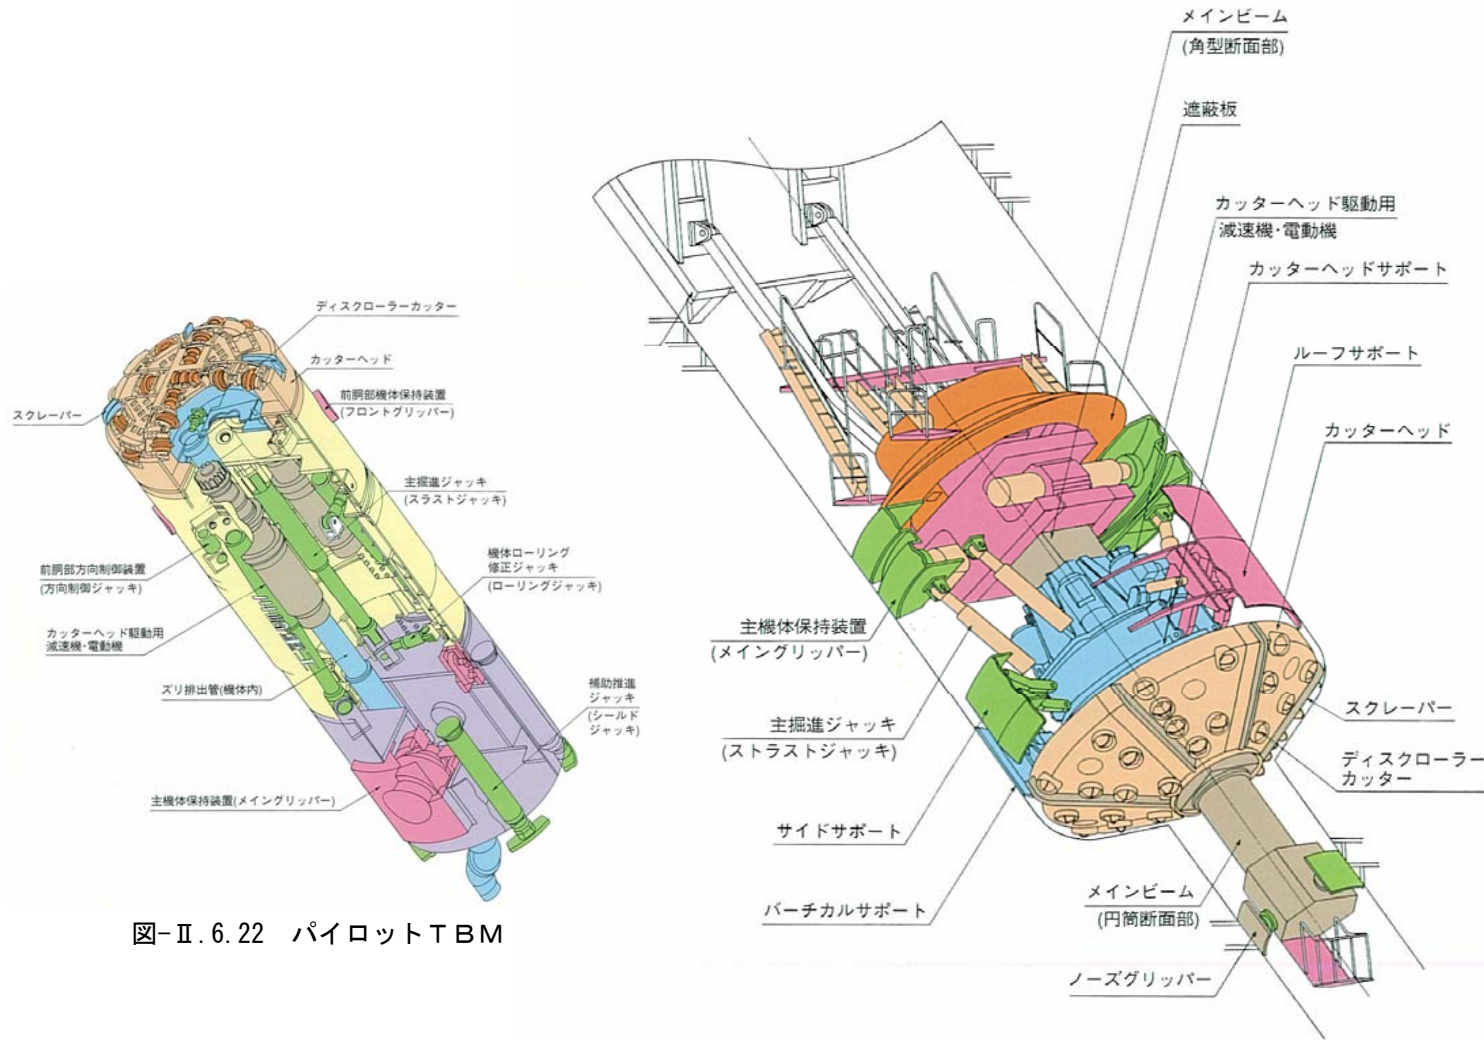 ディスクローラーカッター
カッターヘッド
前胴部機体保持装置
(フロントグリッパー)
スクレーパー
主掘進ジャッキ
(スラストジャッキ)
機体ローリング
修正ジャッキ
(ローリングジャッキ)
前胴部方向制御装置
(方向制御ジャッキ)
カッターヘッド駆動用
減速機・電動機
ズリ排出管(機体内)
補助推進
ジャッキ
(シールド
ジャッキ)
主機体保持装置(メイングリッパー)
図-Ⅱ.6.22 パイロットTBM
メインビーム
(角型断面部)
遮蔽板
カッターヘッド駆動用
減速機・電動機
カッターヘッドサポート
ルーフサポート
カッターヘッド
主機体保持装置
(メイングリッパー)
主掘進ジャッキ
(ストラストジャッキ)
スクレーパー
ディスクローラー
カッター
サイドサポート
バーチカルサポート
メインビーム
(円筒断面部)
ノーズグリッパー